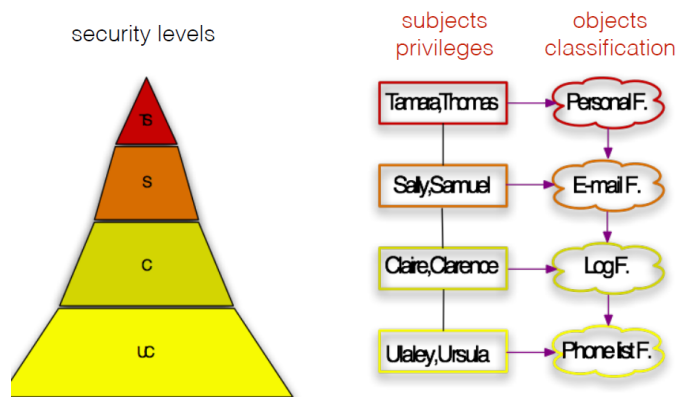 security levels
subjects
privileges
objects
classification
TS
S
C
UC
Tamara,Thomas
Personal F.
Sally,Samuel
E-mail F.
Claire,Clarence
Log F.
Ulaley,Ursula
Phone list F.